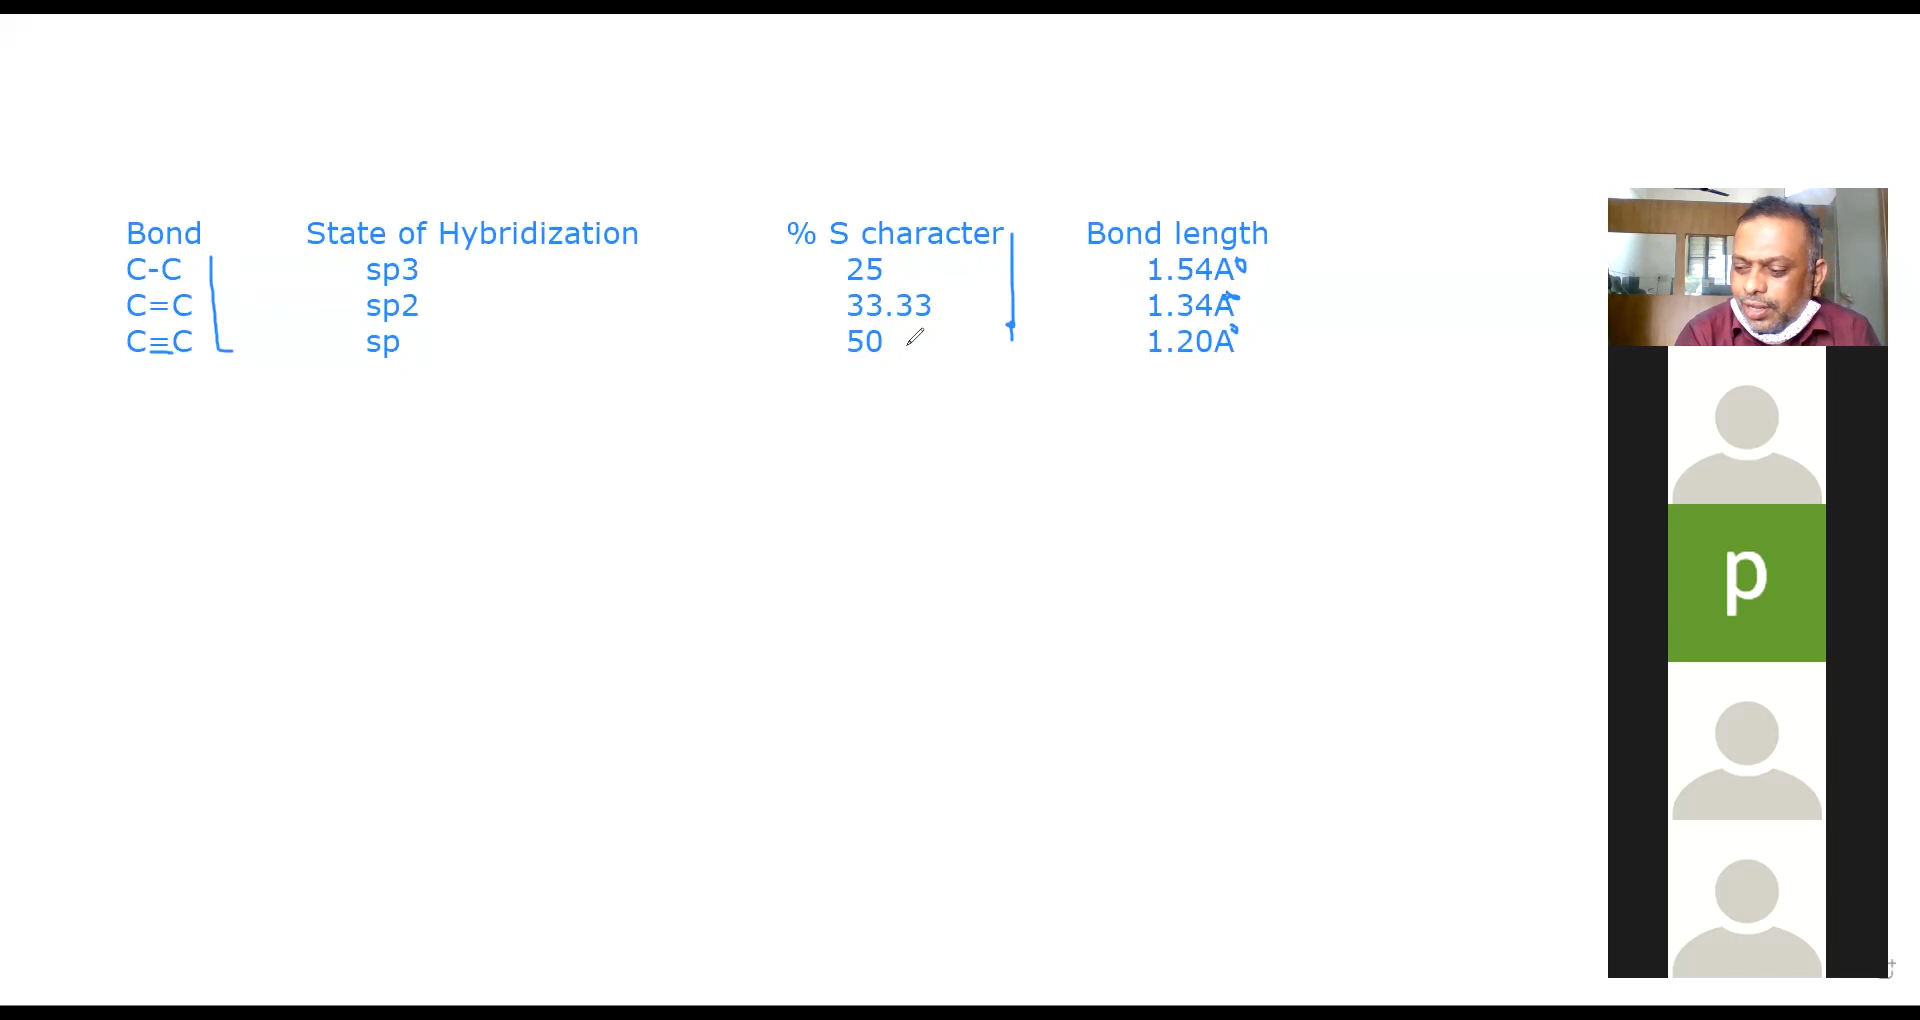 Bond State of Hybridization % S character Bond length
C-C sp3 25 1.54A°
C=C sp2 33.33 1.34A
C≡C sp 50 1.20A°
p